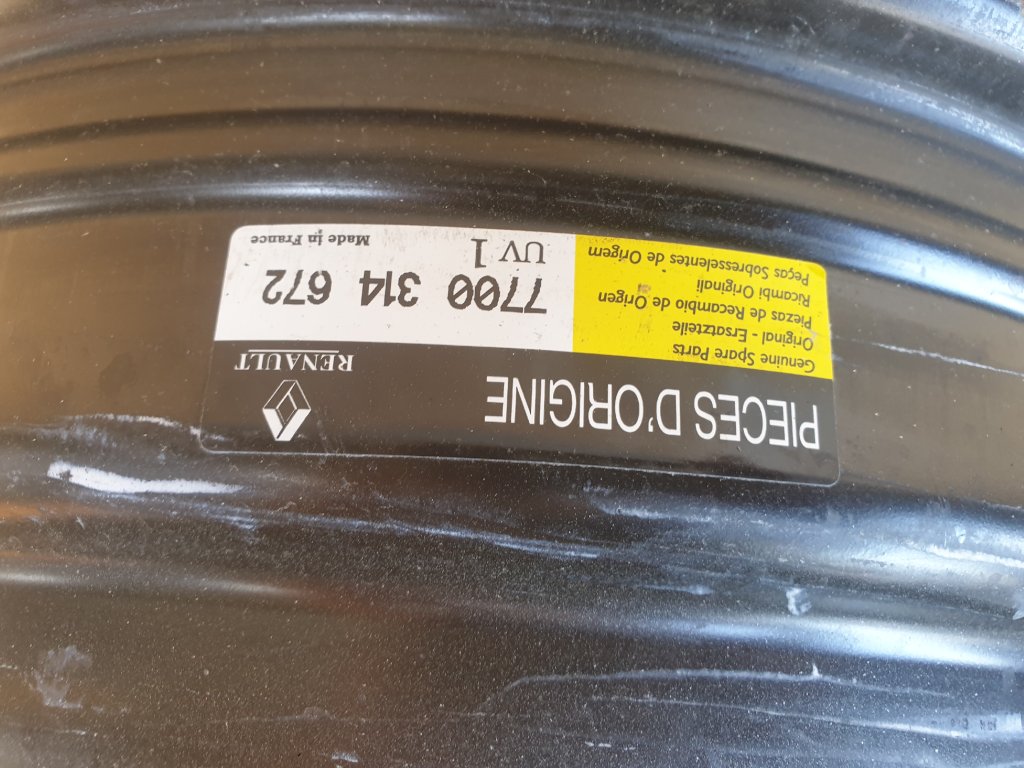 PIECES D'ORIGINE
RENAULT
Genuine Spare Parts
Original - Ersatzteile
Piezas de Recambio de Origen
Ricambi Originali
Peças Sobresselentes de Origem
7700 314 672
UV 1
Made in France